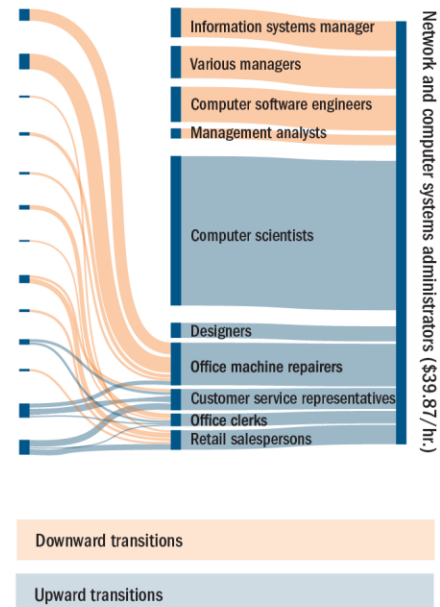 Information systems manager
Various managers
Computer software engineers
Management analysts
Computer scientists
Designers
Office machine repairers
Customer service representatives
Office clerks
Retail salespersons
Network and computer systems administrators ($39.87/hr.)
Downward transitions
Upward transitions